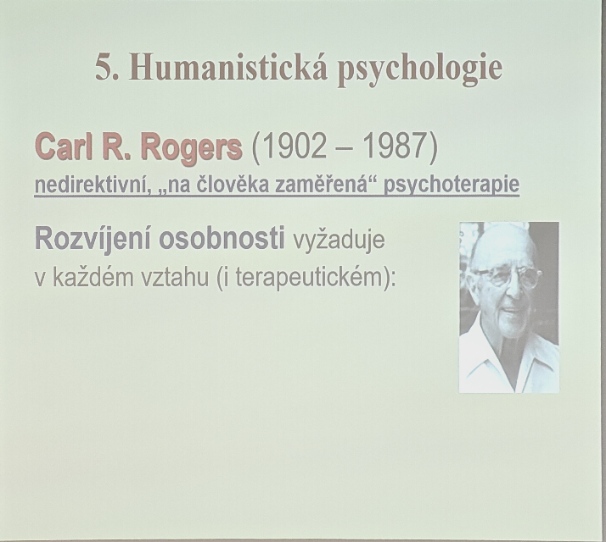 5. Humanistická psychologie
Carl R. Rogers (1902 – 1987)
nedirektivní, „na člověka zaměřená“ psychoterapie
Rozvíjení osobnosti vyžaduje
v každém vztahu (i terapeutickém):